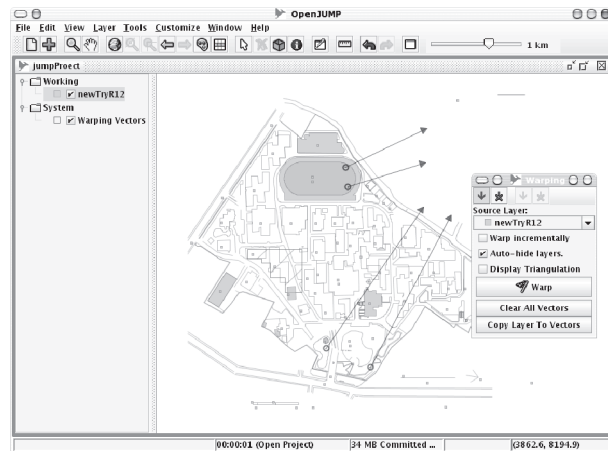 OpenJUMP
File Edit View Layer Tools Customize Window Help
1 km
jumpProect
Working
newTryR12
System
Warping Vectors
Warping
Source Layer:
newTryR12
Warp incrementally
Auto-hide layers.
Display Triangulation
Warp
Clear All Vectors
Copy Layer To Vectors
00:00:01 (Open Project) 34 MB Committed ... (3862.6, 8194.9)